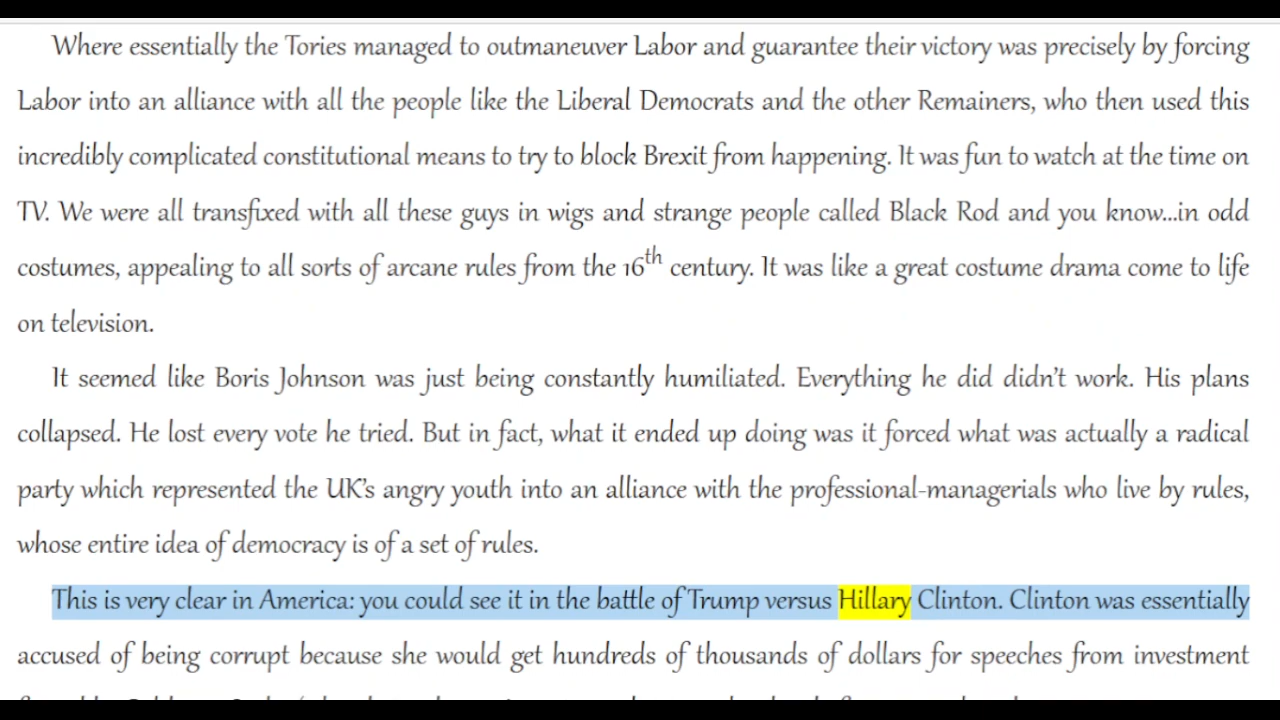 Where essentially the Tories managed to outmaneuver Labor and guarantee their victory was precisely by forcing
Labor into an alliance with all the people like the Liberal Democrats and the other Remainers, who then used this
incredibly complicated constitutional means to try to block Brexit from happening. It was fun to watch at the time on
TV. We were all transfixed with all these guys in wigs and strange people called Black Rod and you know...in odd
costumes, appealing to all sorts of arcane rules from the 16th century. It was like a great costume drama come to life
on television.
It seemed like Boris Johnson was just being constantly humiliated. Everything he did didn't work. His plans
collapsed. He lost every vote he tried. But in fact, what it ended up doing was it forced what was actually a radical
party which represented the UK's angry youth into an alliance with the professional-managerials who live by rules,
whose entire idea of democracy is of a set of rules.
This is very clear in America: you could see it in the battle of Trump versus Hillary Clinton. Clinton was essentially
accused of being corrupt because she would get hundreds of thousands of dollars for speeches from investment